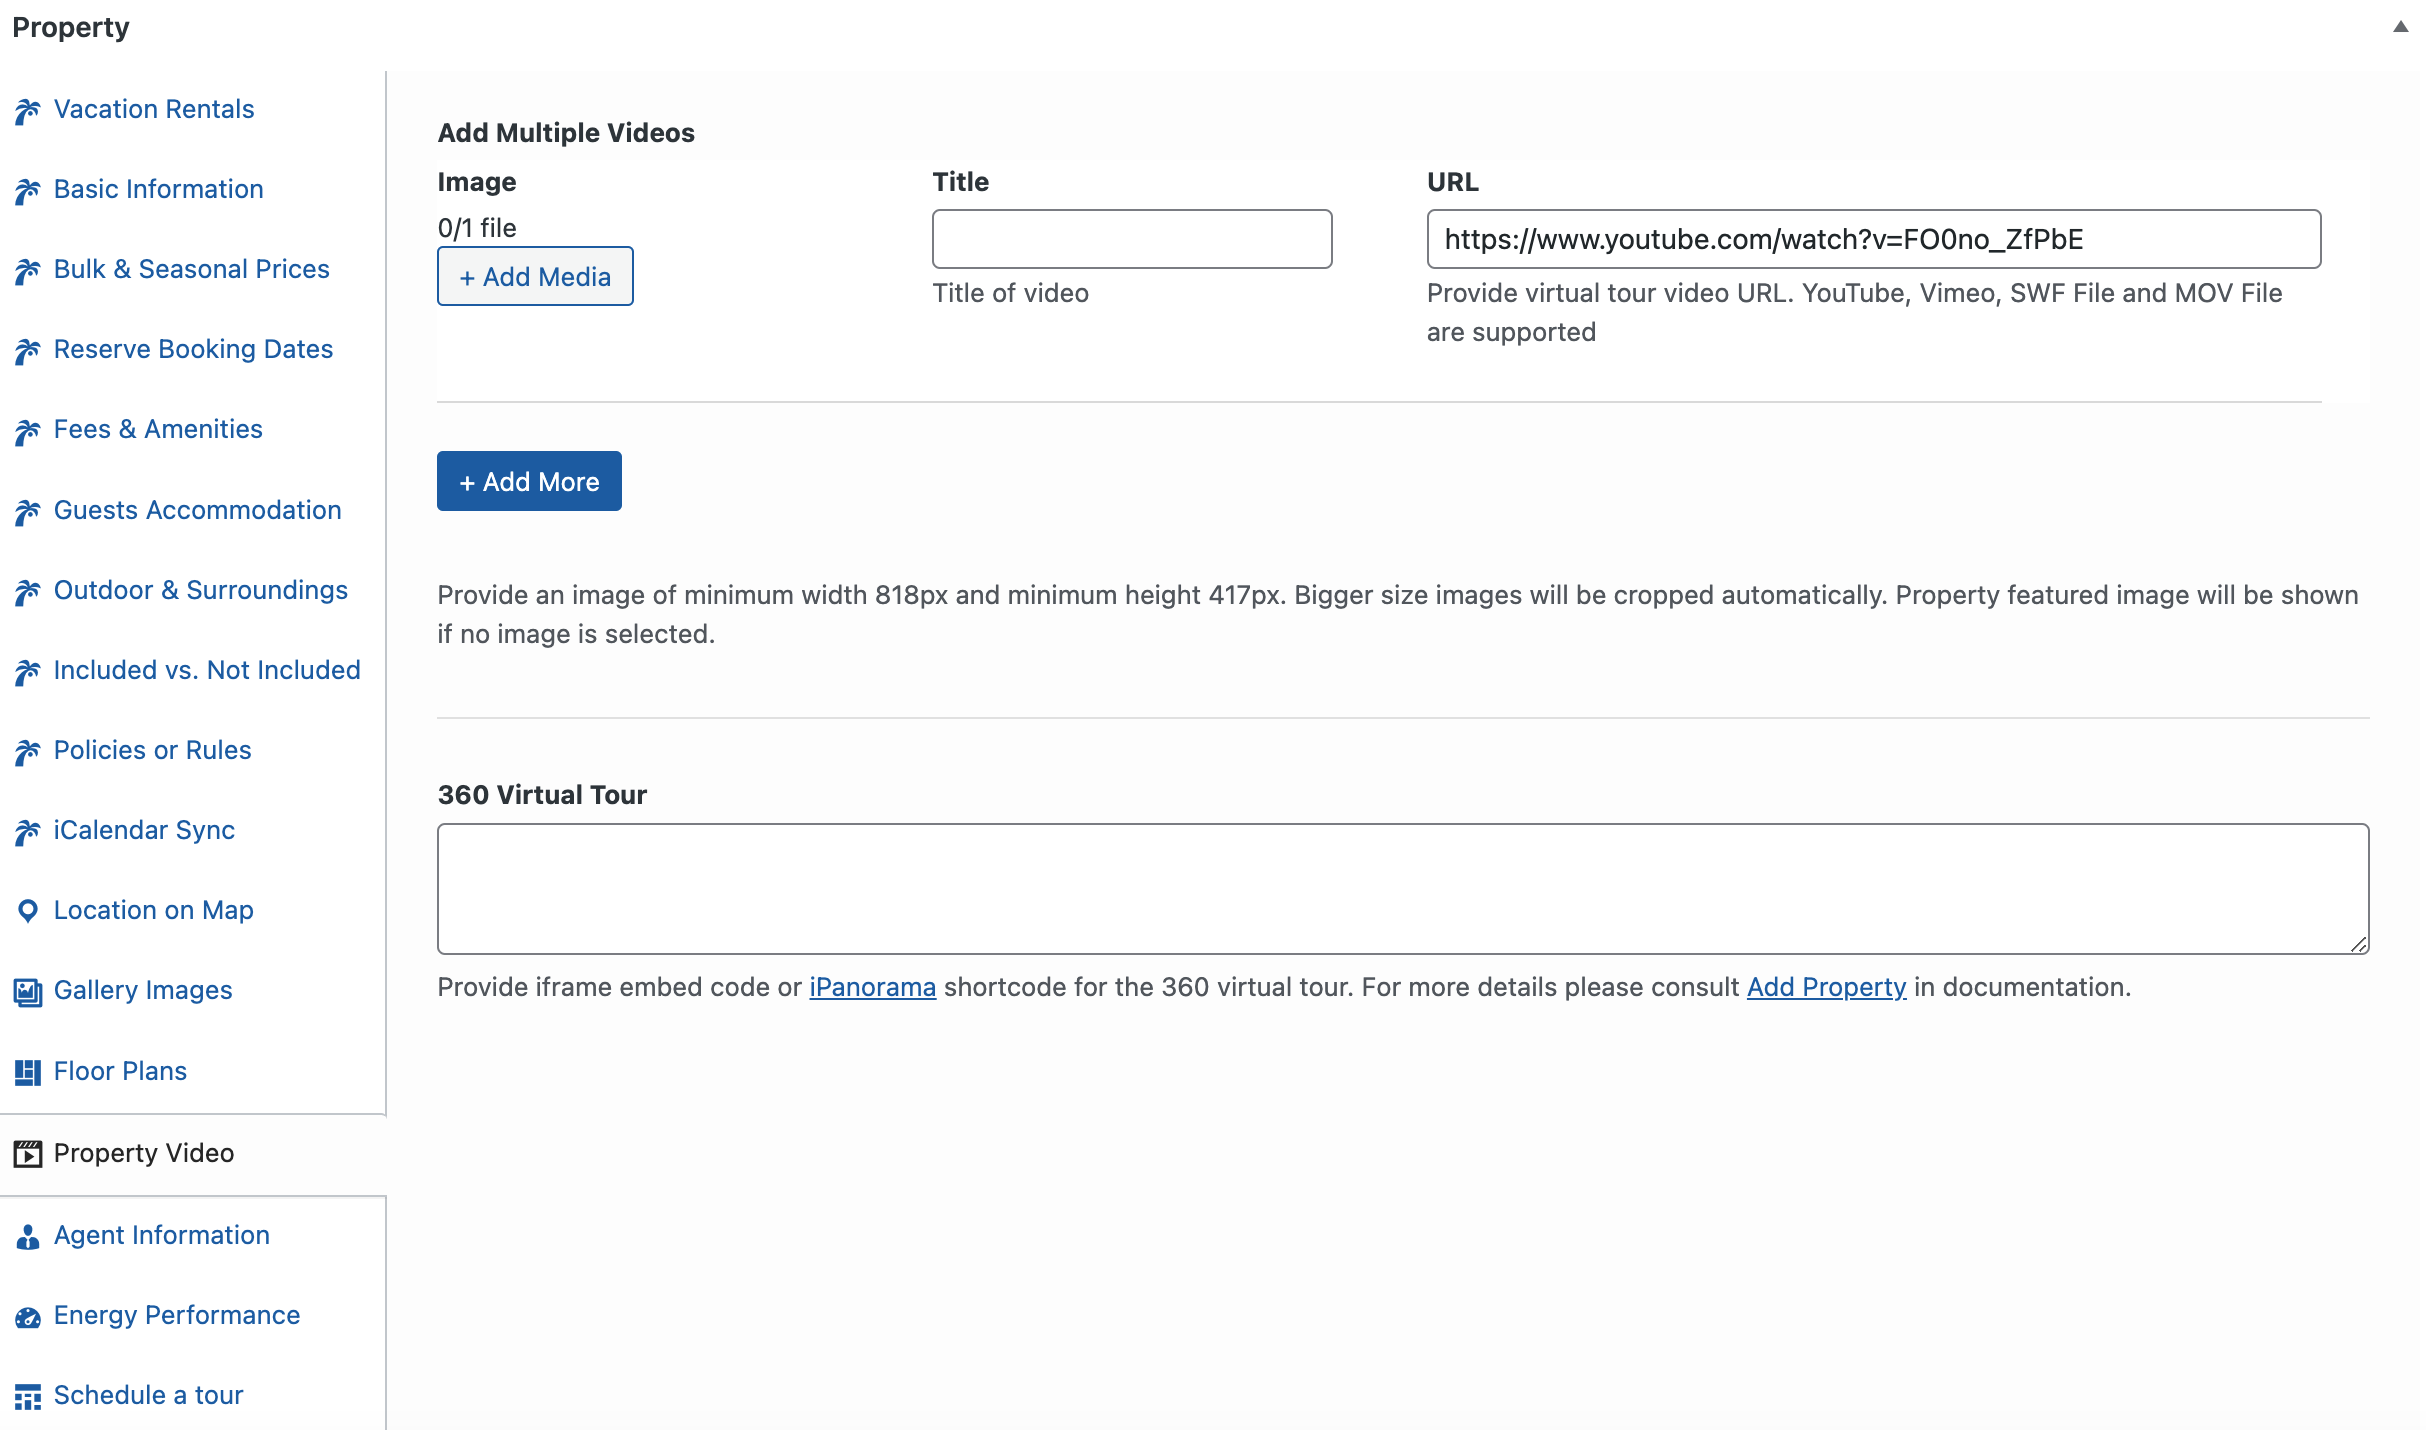 Property
Vacation Rentals
Basic Information
Bulk & Seasonal Prices
Reserve Booking Dates
Fees & Amenities
Guests Accommodation
Outdoor & Surroundings
Included vs. Not Included
Policies or Rules
iCalendar Sync
Location on Map
Gallery Images
Floor Plans
Property Video
Agent Information
Energy Performance
Schedule a tour
Add Multiple Videos
Image
0/1 file
+ Add Media
Title
Title of video
URL
https://www.youtube.com/watch?v=FO0no_ZfPbE
Provide virtual tour video URL. YouTube, Vimeo, SWF File and MOV File
are supported
+ Add More
Provide an image of minimum width 818px and minimum height 417px. Bigger size images will be cropped automatically. Property featured image will be shown
if no image is selected.
360 Virtual Tour
Provide iframe embed code or iPanorama shortcode for the 360 virtual tour. For more details please consult Add Property in documentation.